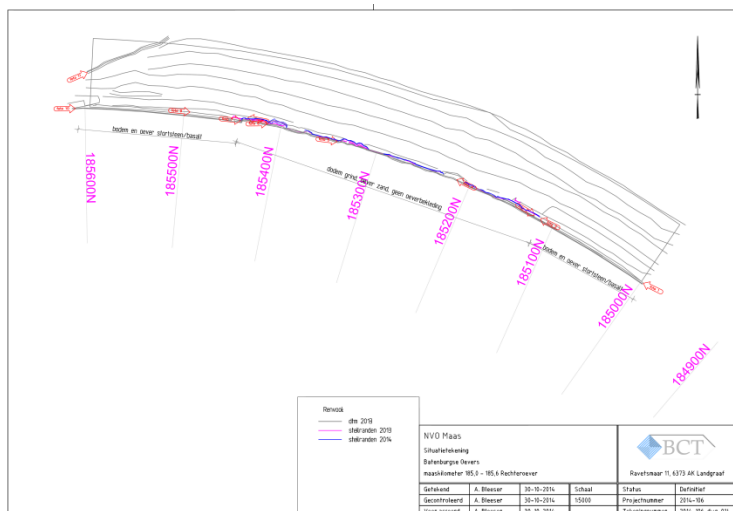 bodem en oever stortsteen/basalt
bodem grind, oever zand, geen oeverbekleding
bodem en oever stortsteen/basalt
185600N
185500N
185400N
185300N
185200N
185100N
185000N
184900N
Renvooi
dtm 2013
steilranden 2013
steilranden 2014
NVO Maas
Situatietekening
Batenburgse Oevers
maaskilometer 185,0 - 185,6 Rechteroever
BCT
Ravetsmaar 11, 6373 AK Landgraaf
Getekend A. Bleeser 30-10-2014 Schaal Status Definitief
Gecontroleerd A. Bleeser 30-10-2014 1:5000 Projectnummer 2014-106